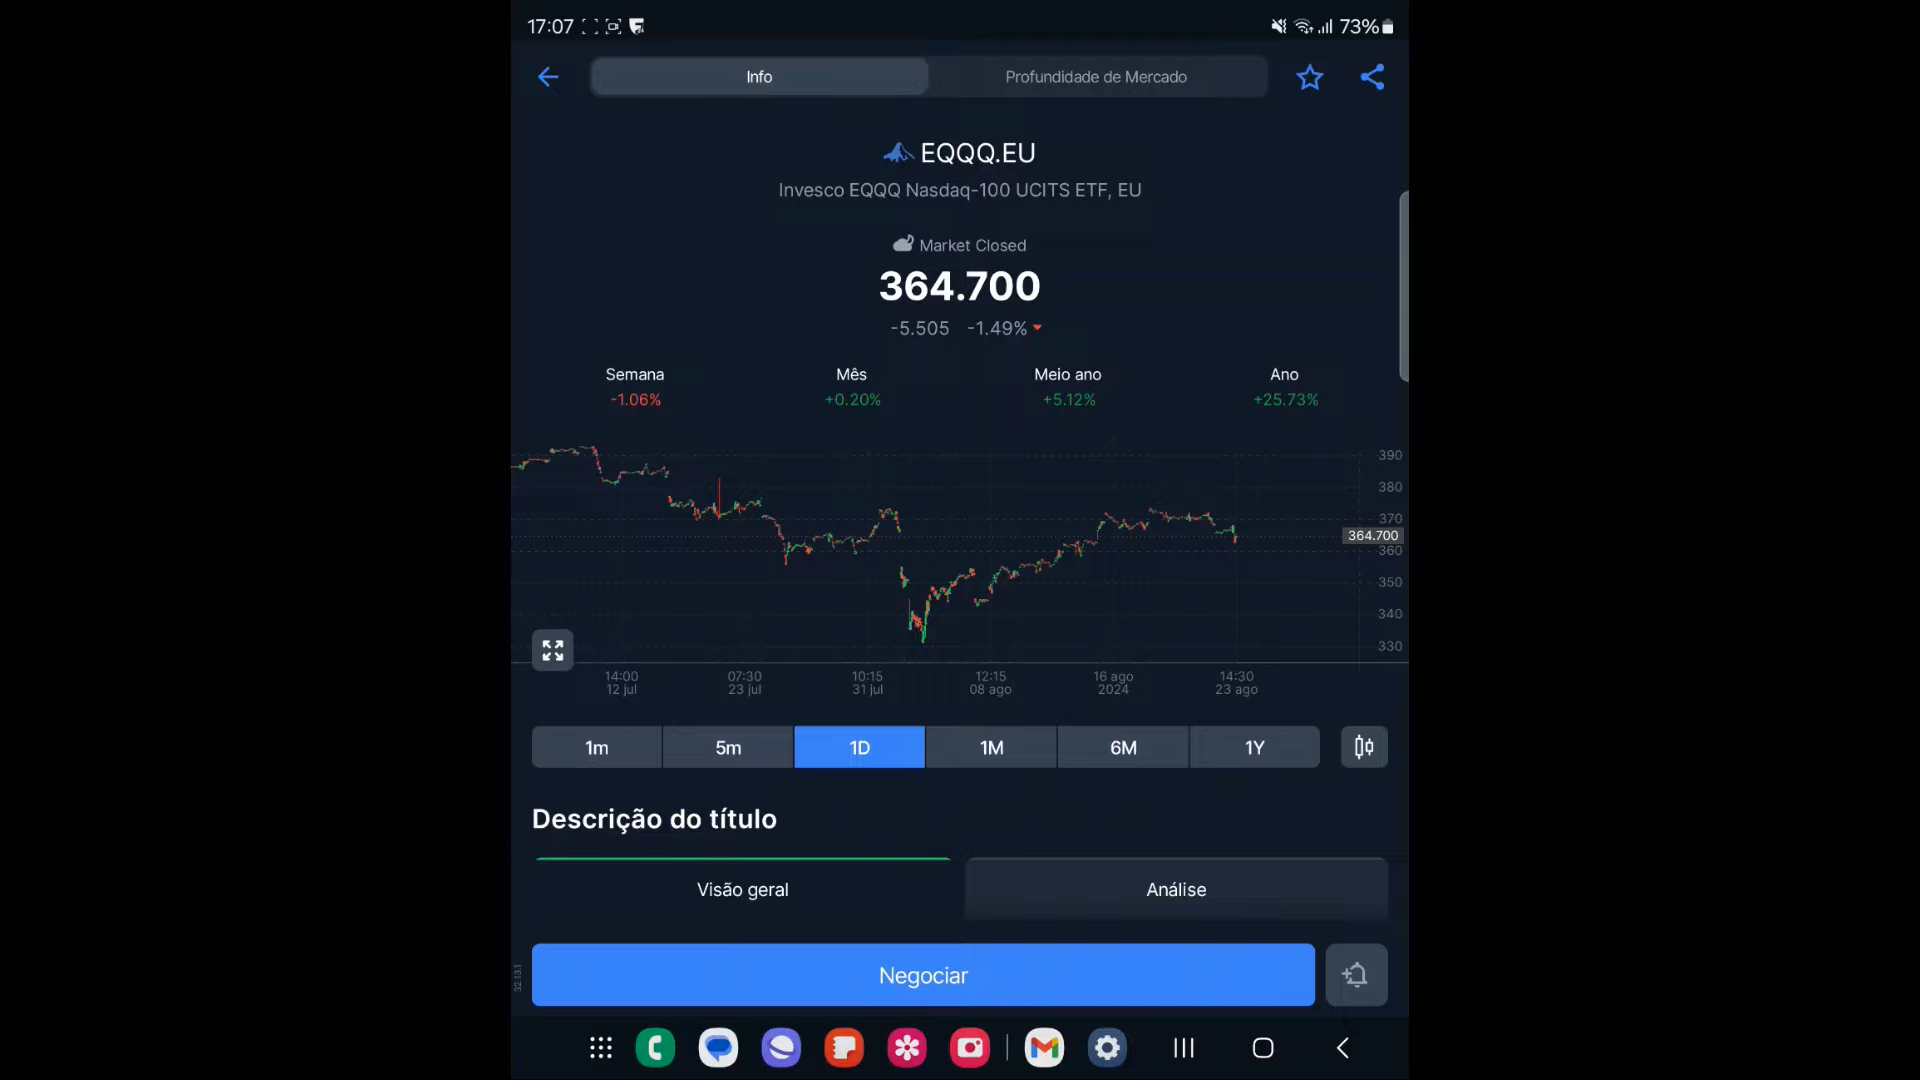 17:07
73%
Info
Profundidade de Mercado
EQQQ.EU
Invesco EQQQ Nasdaq-100 UCITS ETF, EU
Market Closed
364.700
-5.505 -1.49%
Semana
Mês
Meio ano
Ano
-1.06%
+0.20%
+5.12%
+25.73%
390
380
370
364.700
360
350
340
330
14:00
12 jul
07:30
23 jul
10:15
31 jul
12:15
08 ago
16 ago
2024
14:30
23 ago
1m
5m
1D
1M
6M
1Y
Descrição do título
Visão geral
Análise
Negociar
32.13.1